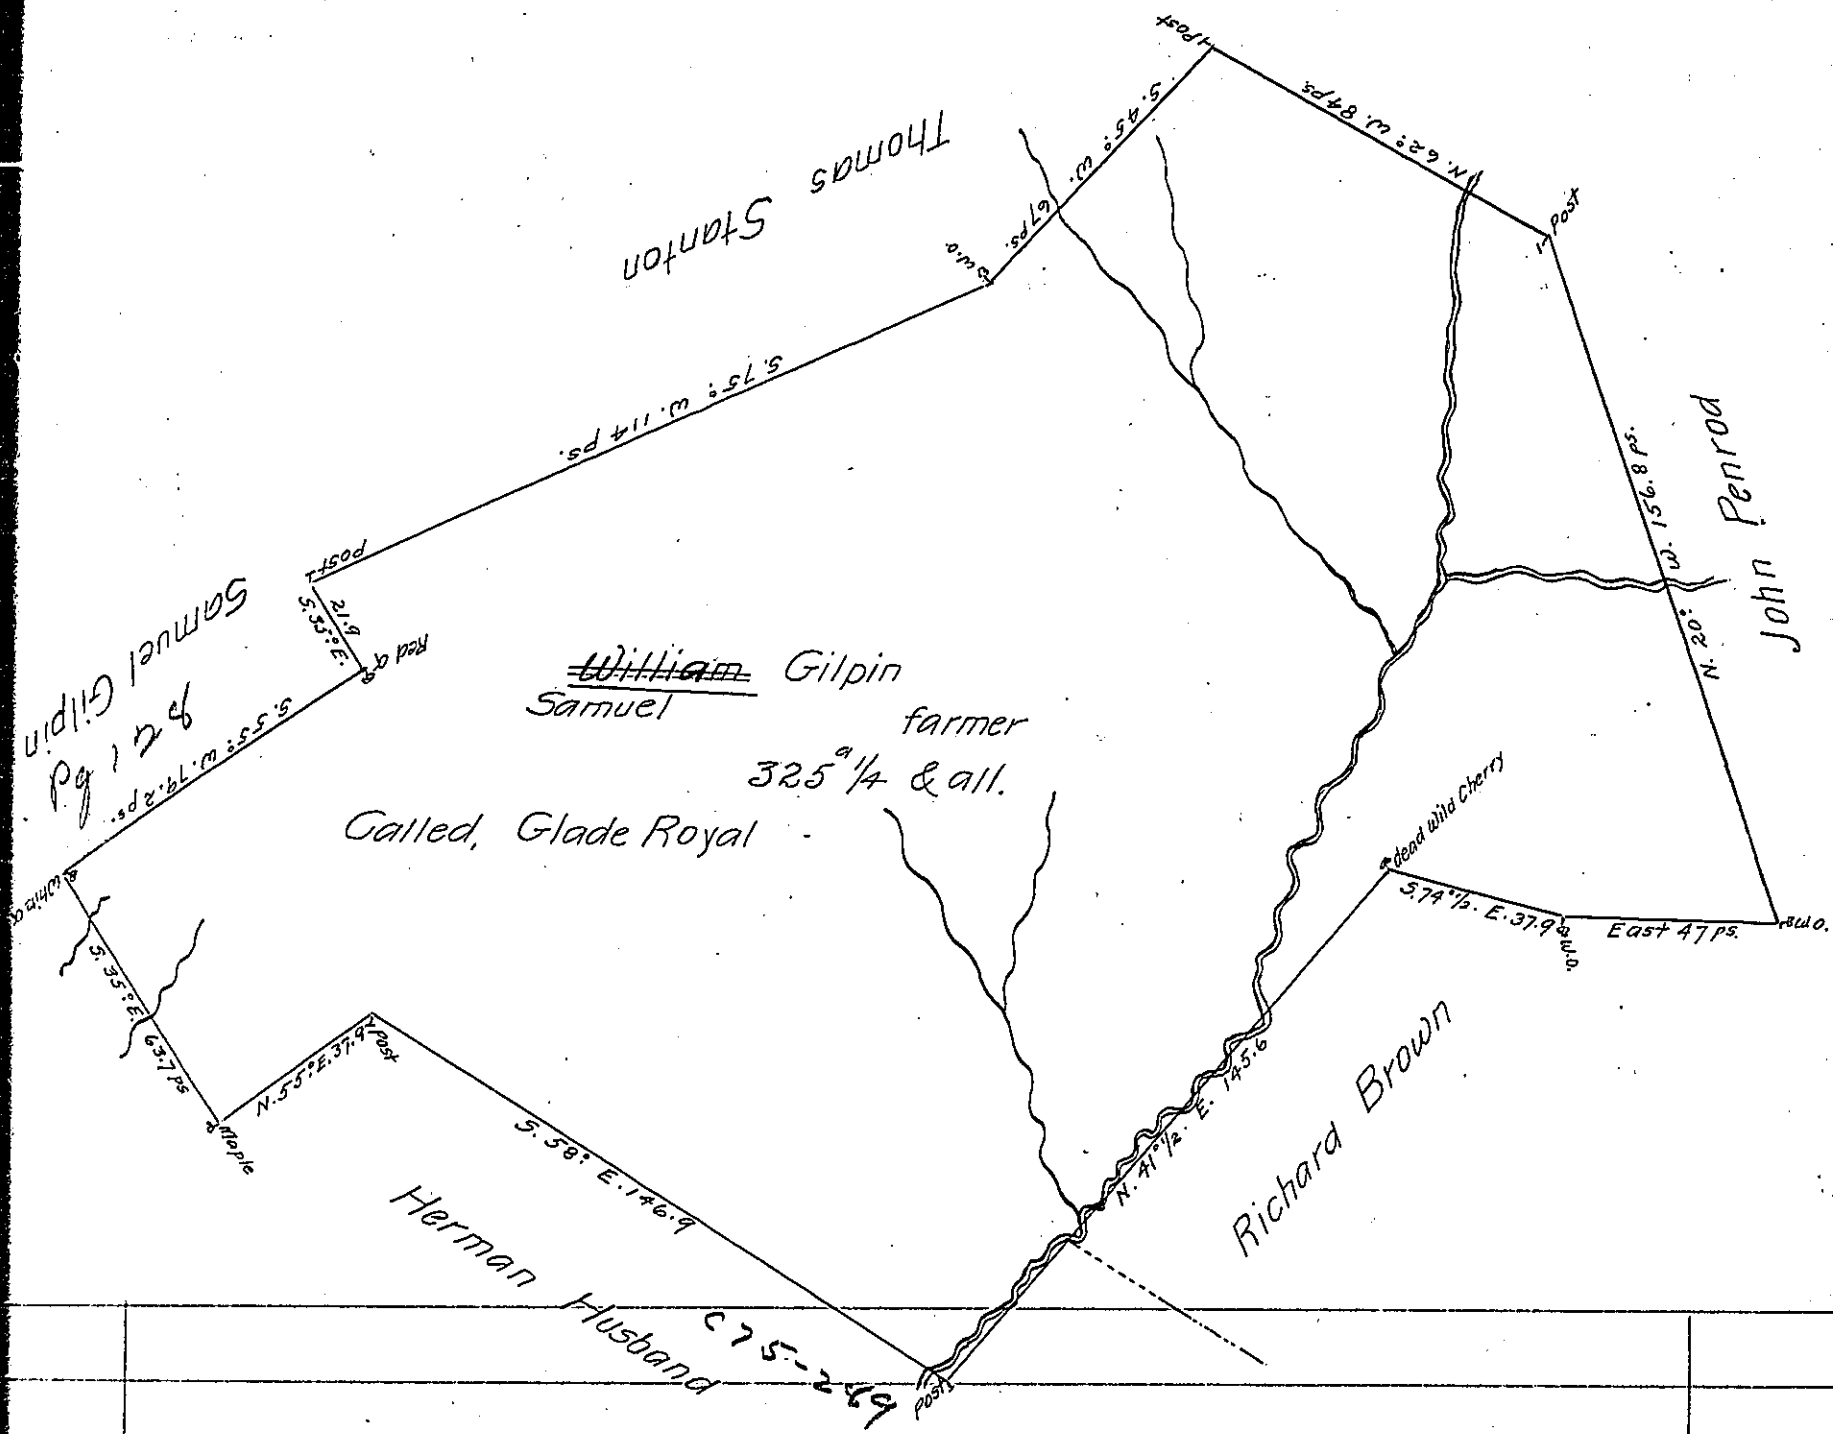 Post
N. 62° W. 84 ps.
Post
S. 45° W.
67 ps.
W.O.
Thomas
Stanton
S. 75° W. 114 ps.
Post
21.9
S. 35° E.
Red O.
Samuel Gilpin
S. 55° W. 79.2 ps.
White O.
S. 35° E. 63.7 ps
Maple
N. 55° E. 37.9
Post
S. 58° E. 146.9
Post
N. 41° 1/2. E. 145.6
dead Wild Cherry
S. 74° 1/2. E. 37.9
W.O.
East 47 ps.
B.W.O.
N. 20° W. 156.8 ps.
John Penrod
William Gilpin
Samuel
farmer
325 a 1/4 & all.
Called, Glade Royal
Richard Brown
Herman
Husband
C75-249